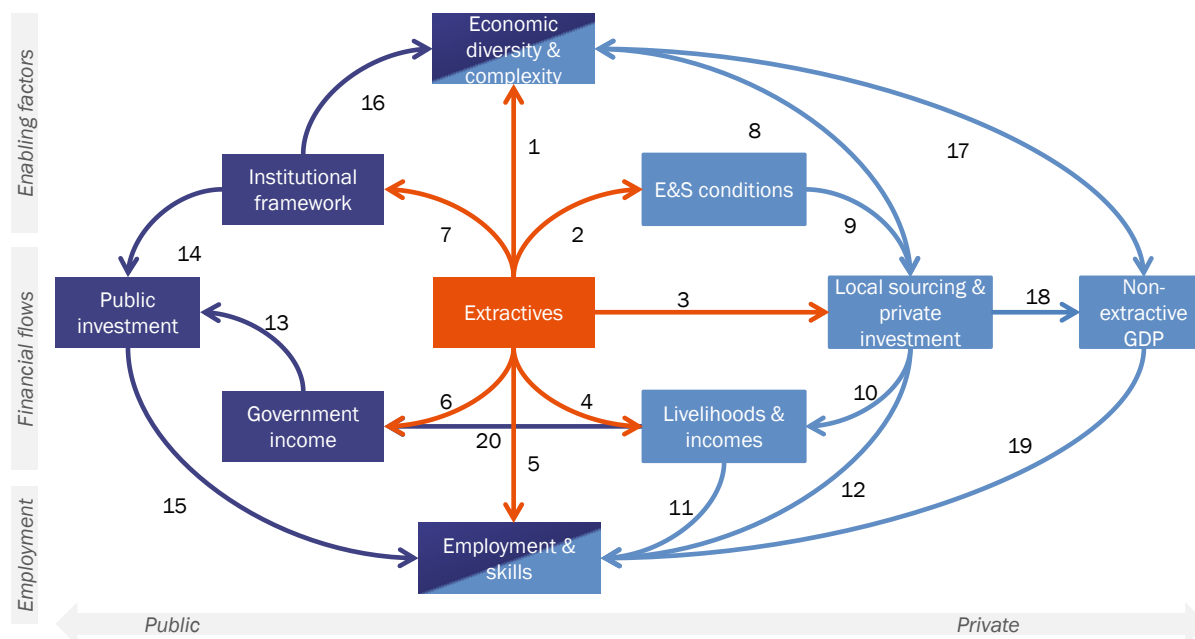 Enabling factors
Financial flows
Employment
Economic
diversity &
complexity
16
1
8
17
Institutional
framework
E&S conditions
7
2
9
14
Public
investment
Extractives
3
Local sourcing &
private
investment
18
Non-
extractive
GDP
13
6
4
10
Government
income
Livelihoods &
incomes
20
5
19
15
11
12
Employment &
skills
Public
Private